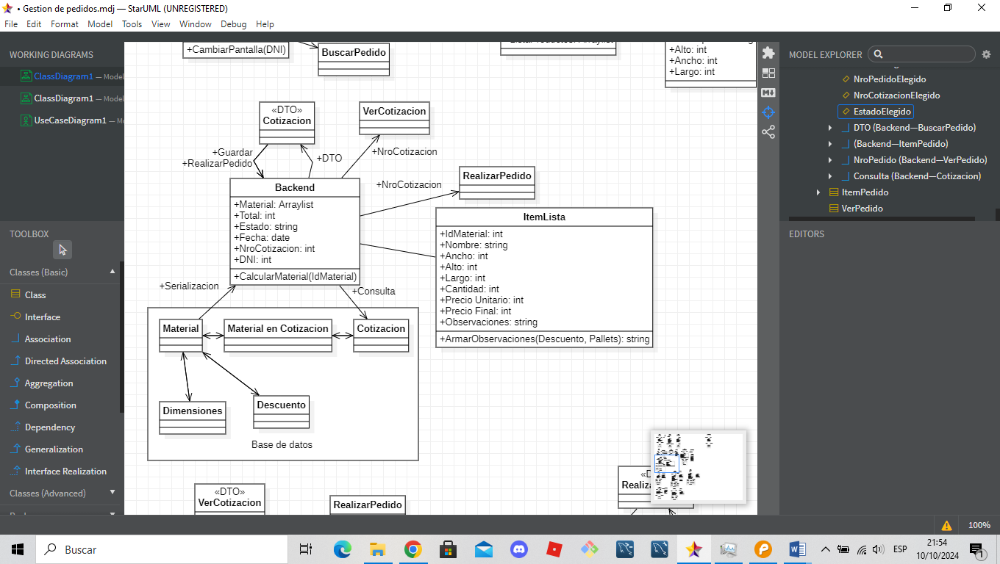 • Gestion de pedidos.mdj — StarUML (UNREGISTERED)
File Edit Format Model Tools View Window Debug Help
WORKING DIAGRAMS
ClassDiagram1 — Model
ClassDiagram1 — Model
UseCaseDiagram1 — Mo
TOOLBOX
Classes (Basic)
Class
Interface
Association
Directed Association
Aggregation
Composition
Dependency
Generalization
Interface Realization
Classes (Advanced)
+CambiarPantalla(DNI)
BuscarPedido
+Alto: int
+Ancho: int
+Largo: int
«DTO»
Cotizacion
VerCotizacion
+Guardar
+RealizarPedido
+DTO
+NroCotizacion
Backend
+Material: Arraylist
+Total: int
+Estado: string
+Fecha: date
+NroCotizacion: int
+DNI: int
+CalcularMaterial(IdMaterial)
+NroCotizacion
RealizarPedido
ItemLista
+IdMaterial: int
+Nombre: string
+Ancho: int
+Alto: int
+Largo: int
+Cantidad: int
+Precio Unitario: int
+Precio Final: int
+Observaciones: string
+ArmarObservaciones(Descuento, Pallets): string
+Serializacion
+Consulta
Material
Material en Cotizacion
Cotizacion
Dimensiones
Descuento
Base de datos
«DTO»
VerCotizacion
RealizarPedido
«D
Realiza
MODEL EXPLORER
NroPedidoElegido
NroCotizacionElegido
EstadoElegido
DTO (Backend—BuscarPedido)
(Backend—ItemPedido)
NroPedido (Backend—VerPedido)
Consulta (Backend—Cotizacion)
ItemPedido
VerPedido
EDITORS
100%
Buscar
ESP
21:54
10/10/2024
1